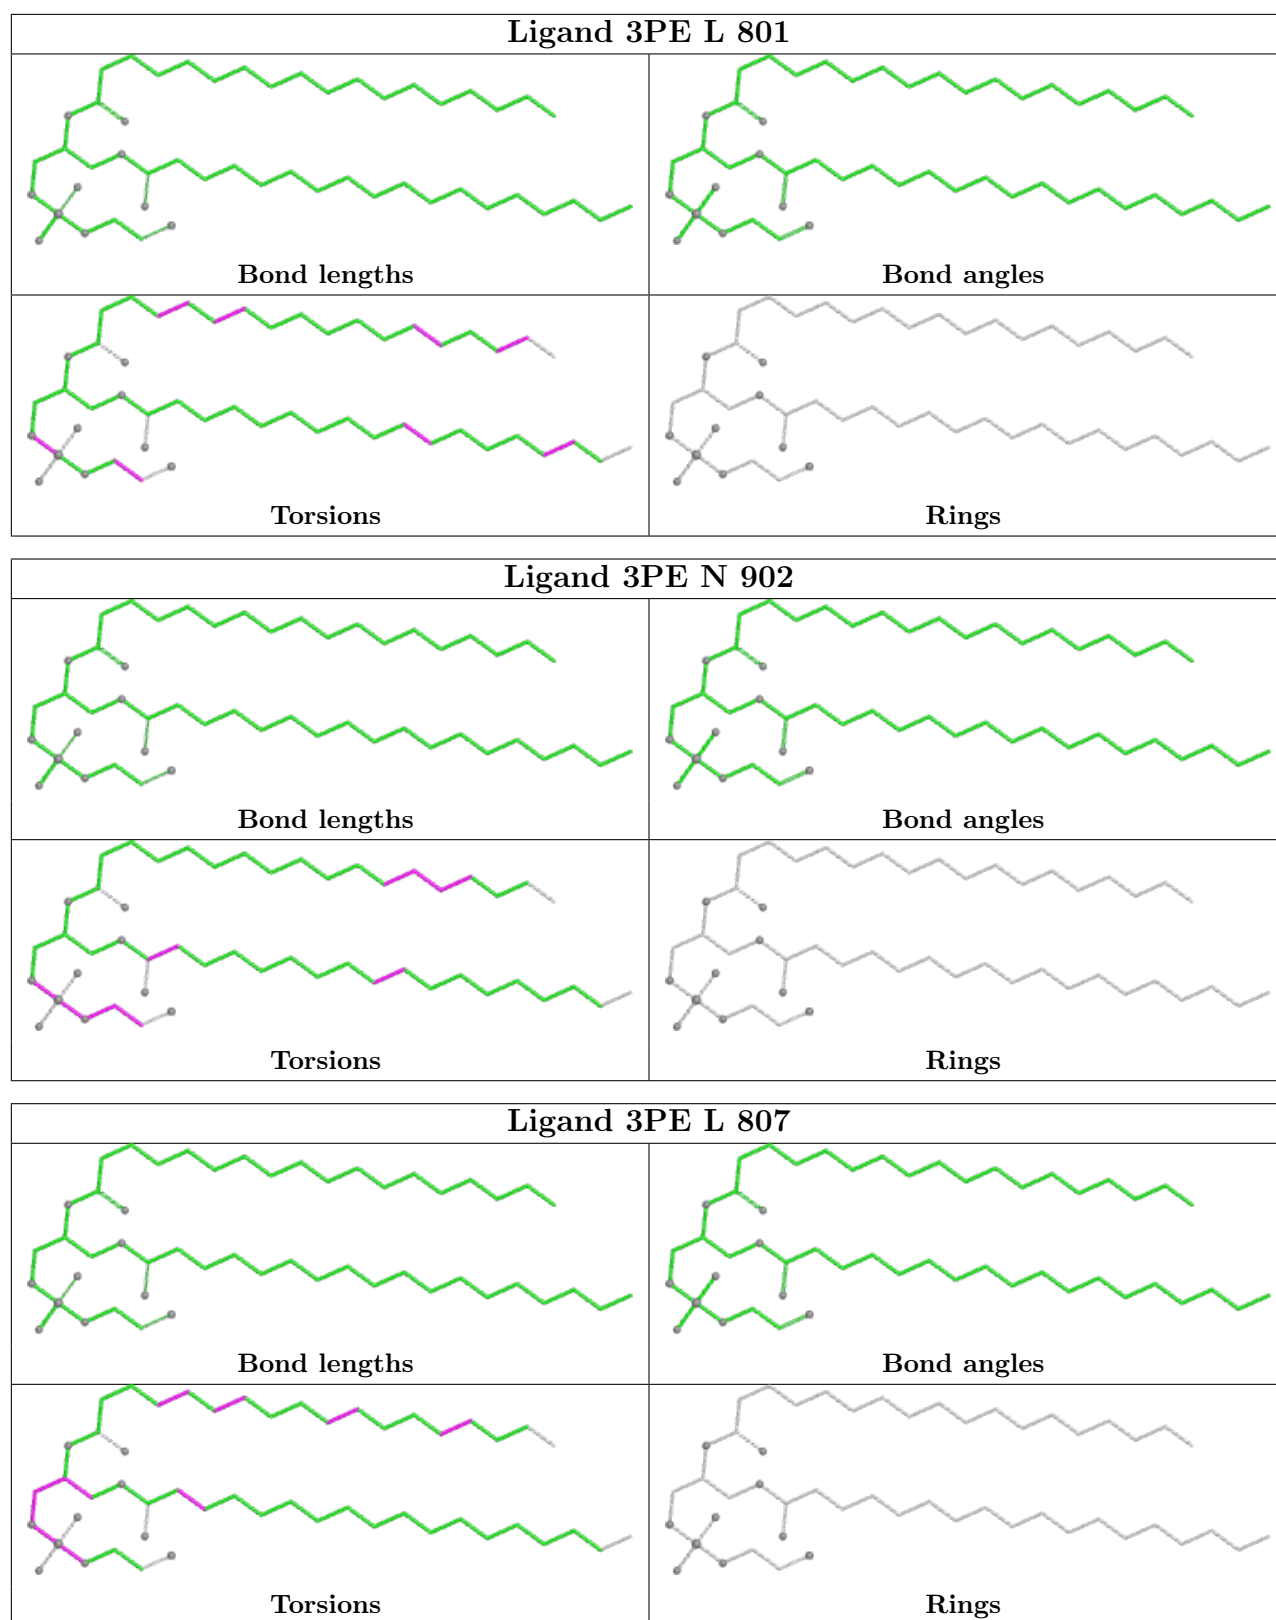 Ligand 3PE L 801
Bond lengths
Bond angles
Torsions
Rings
Ligand 3PE N 902
Bond lengths
Bond angles
Torsions
Rings
Ligand 3PE L 807
Bond lengths
Bond angles
Torsions
Rings